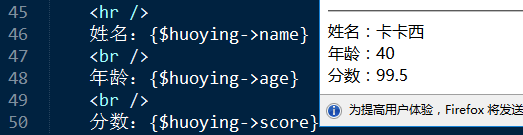 45 <hr />
46 姓名：{$huoying->name}
47 <br />
48 年龄：{$huoying->age}
49 <br />
50 分数：{$huoying->score}
姓名：卡卡西
年龄：40
分数：99.5
为提高用户体验，Firefox 将发送